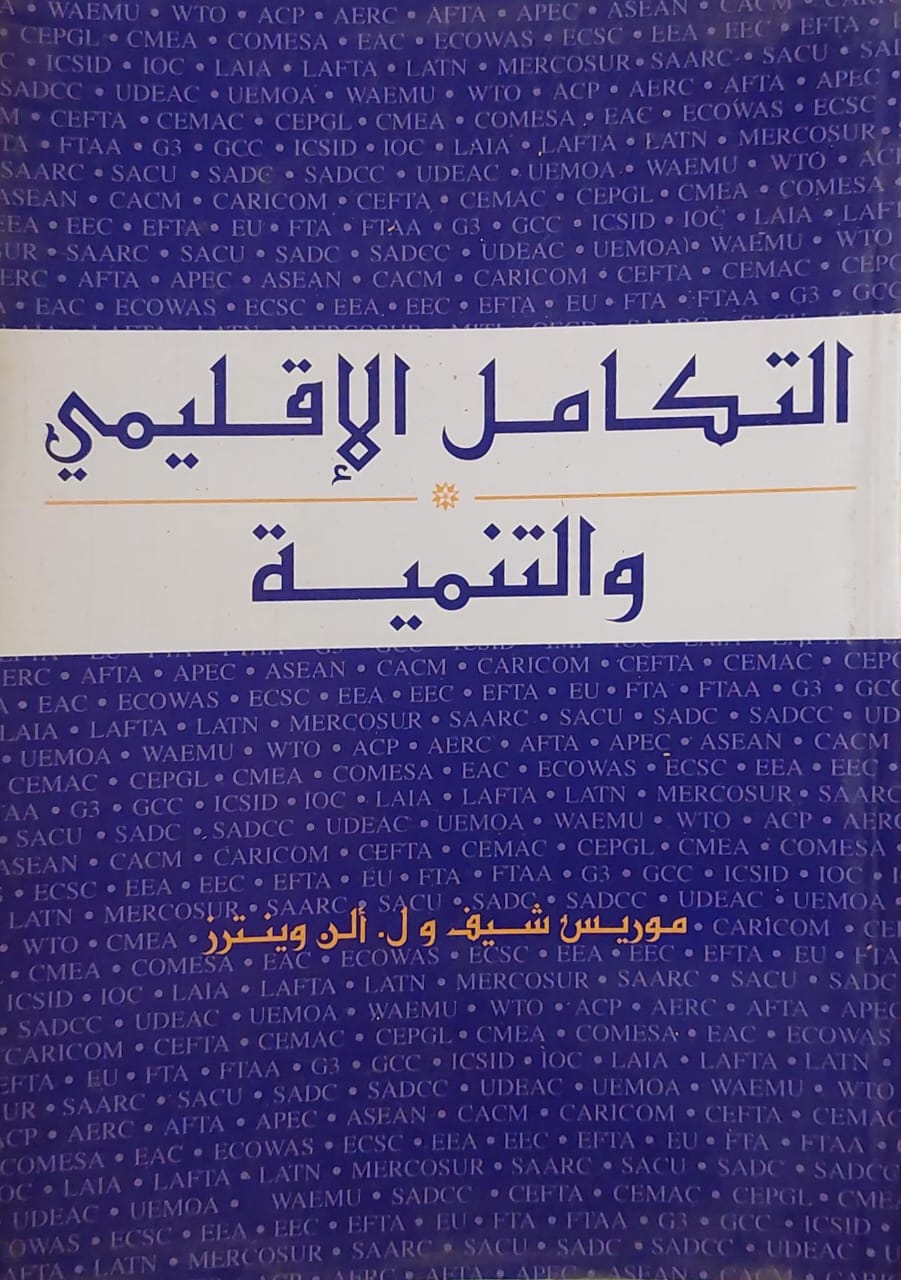 • WAEMU • WTO • ACP • AERC • AFTA • APEC • ASEAN • CACM •
CEPGL • CMEA • COMESA • EAC • ECOWAS • ECSC • EEA • EEC • EFTA •
• ICSID • IOC • LAIA • LAFTA • LATN • MERCOSUR • SAARC • SACU •
SADCC • UDEAC • UEMOA • WAEMU • WTO • ACP • AERC • AFTA • APEC •
M • CEFTA • CEMAC • CEPGL • CMEA • COMESA • EAC • ECOWAS • ECSC •
TA • FTAA • G3 • GCC • ICSID • IOC • LAIA • LAFTA • LATN • MERCOSUR •
SAARC • SACU • SADC • SADCC • UDEAC • UEMOA • WAEMU • WTO •
ASEAN • CACM • CARICOM • CEFTA • CEMAC • CEPGL • CMEA • COMESA •
EEA • EEC • EFTA • EU • FTA • FTAA • G3 • GCC • ICSID • IOC • LAIA •
UR • SAARC • SACU • SADC • SADCC • UDEAC • UEMOA • WAEMU • WTO
ERC • AFTA • APEC • ASEAN • CACM • CARICOM • CEFTA • CEMAC •
• EAC • ECOWAS • ECSC • EEA • EEC • EFTA • EU • FTA • FTAA • G3 • GCC
التكامل الإقليمي
والتنمية
ERC • AFTA • APEC • ASEAN • CACM • CARICOM • CEFTA • CEMAC •
A • EAC • ECOWAS • ECSC • EEA • EEC • EFTA • EU • FTA • FTAA • G3 • GCC
LAIA • LAFTA • LATN • MERCOSUR • SAARC • SACU • SADC • SADCC • UD
• UEMOA • WAEMU • WTO • ACP • AERC • AFTA • APEC • ASEAN • CACM
CEMAC • CEPGL • CMEA • COMESA • EAC • ECOWAS • ECSC • EEA • EEC •
AA • G3 • GCC • ICSID • IOC • LAIA • LAFTA • LATN • MERCOSUR • SAARC
• SACU • SADC • SADCC • UDEAC • UEMOA • WAEMU • WTO • ACP • AERC
ASEAN • CACM • CARICOM • CEFTA • CEMAC • CEPGL • CMEA • COMESA •
• ECSC • EEA • EEC • EFTA • EU • FTA • FTAA • G3 • GCC • ICSID • IOC •
LATN • MERCOSUR • SAARC • SACU • SADC • SADCC • UDEAC • UEMOA •
موريس شيف و ل. ألن وينترز
• WTO • CMEA • CARICOM •
• CMEA • COMESA • EAC • ECOWAS • ECSC • EEA • EEC • EFTA • EU • FTA
ICSID • IOC • LAIA • LAFTA • LATN • MERCOSUR • SAARC • SACU • SADC
• SADCC • UDEAC • UEMOA • WAEMU • WTO • ACP • AERC • AFTA • APEC
CARICOM • CEFTA • CEMAC • CEPGL • CMEA • COMESA • EAC • ECOWAS
EFTA • EU • FTA • FTAA • G3 • GCC • ICSID • IOC • LAIA • LAFTA • LATN •
UR • SAARC • SACU • SADC • SADCC • UDEAC • UEMOA • WAEMU • WTO
ACP • AERC • AFTA • APEC • ASEAN • CACM • CARICOM • CEFTA • CEMAC
COMESA • EAC • ECOWAS • ECSC • EEA • EEC • EFTA • EU • FTA • FTAA •
OC • LAIA • LAFTA • LATN • MERCOSUR • SAARC • SACU • SADC • SADCC
UDEAC • UEMOA • WAEMU • SADCC • CEFTA • CEMAC • CEPGL • CME
OWAS • ECSC • EEA • EEC • EFTA • EU • FTA • FTAA • G3 • GCC • ICSID •
AFTA • LATN • MERCOSUR • SAARC • SACU • SADC • SADCC • UDEAC •